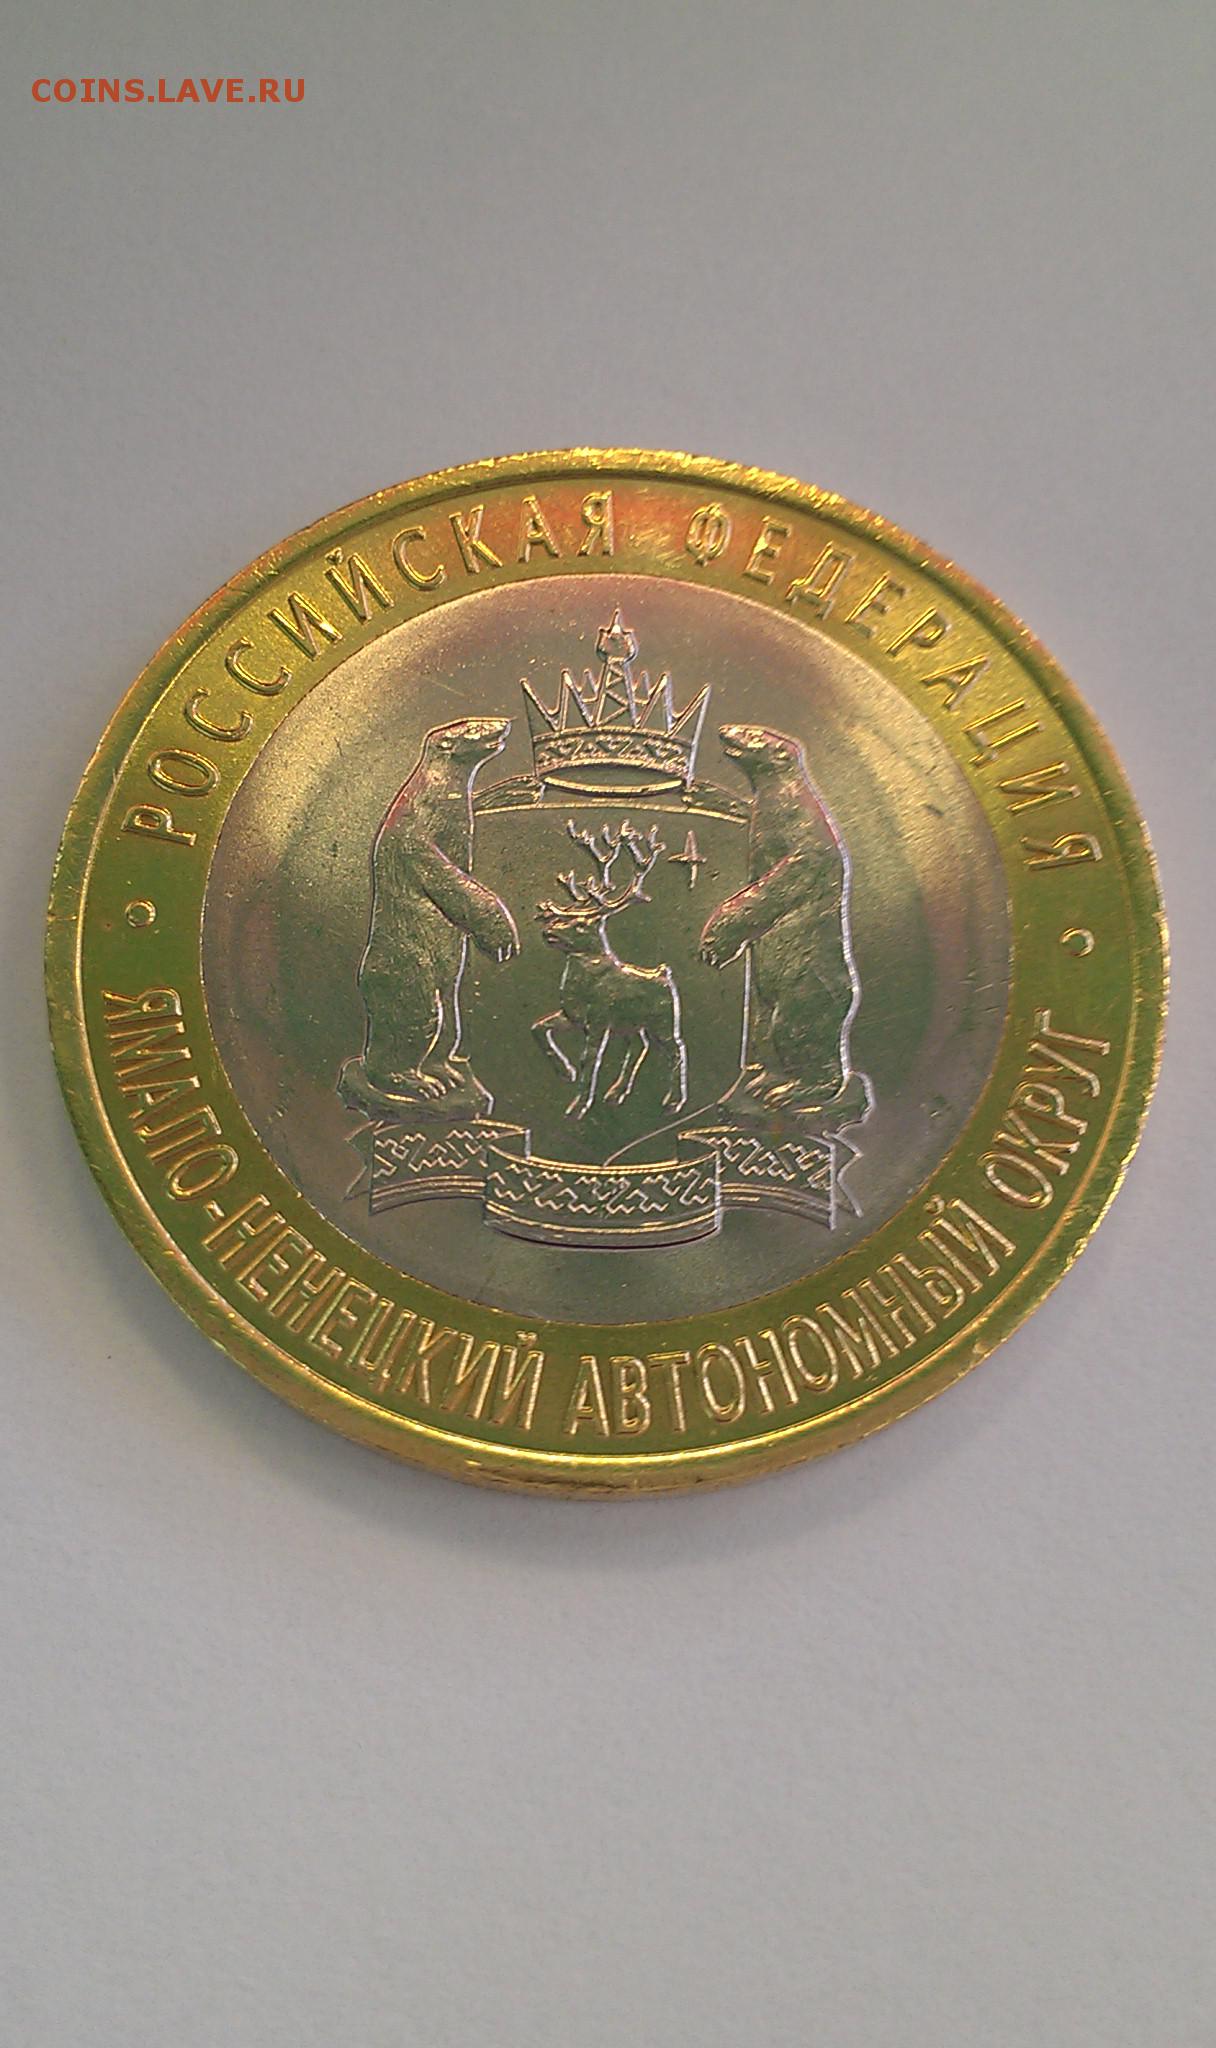 COINS.LAVE.RU
РОССИЙСКАЯ ФЕДЕРАЦИЯ
ЯМАЛО-НЕНЕЦКИЙ АВТОНОМНЫЙ ОКРУГ